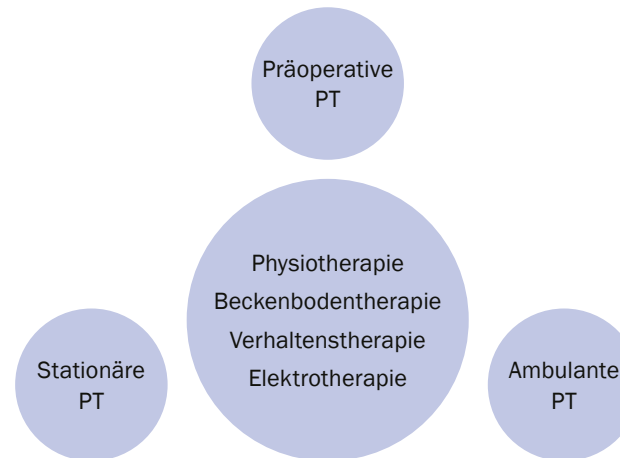 Präoperative
PT
Physiotherapie
Beckenbodentherapie
Verhaltenstherapie
Elektrotherapie
Stationäre
PT
Ambulante
PT